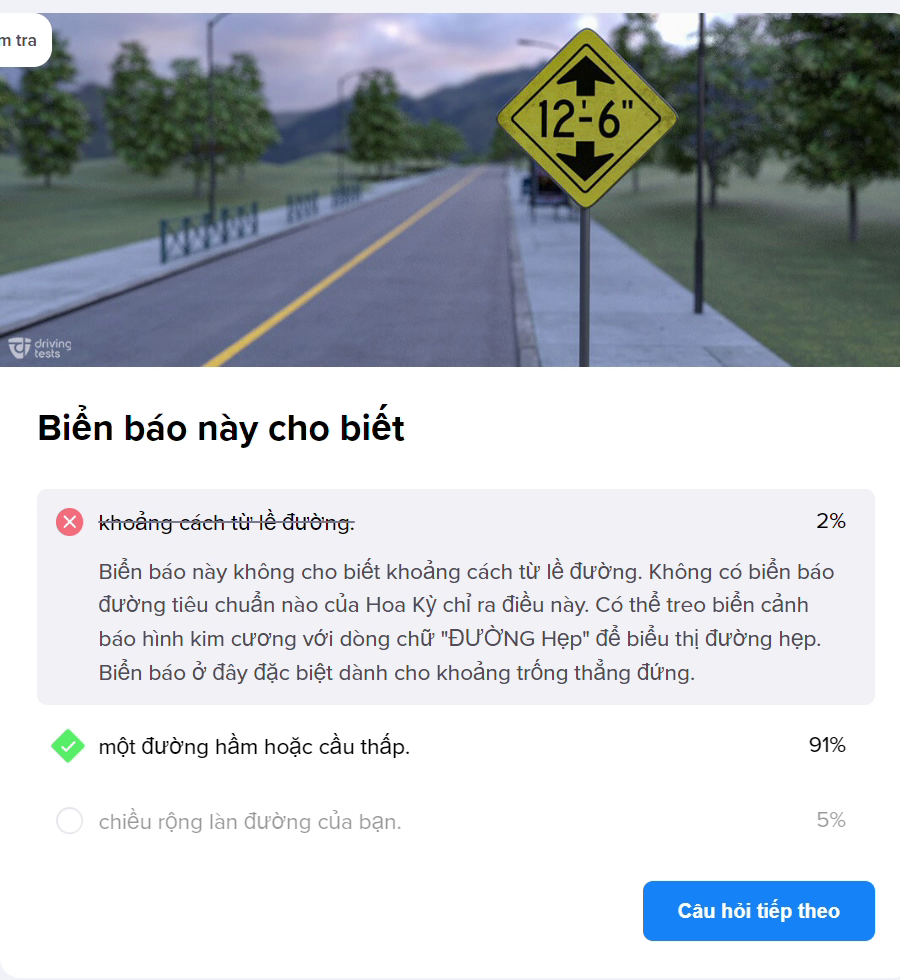 m tra
12'-6"
driving
tests
Biển báo này cho biết
khoảng cách từ lề đường. 2%
Biển báo này không cho biết khoảng cách từ lề đường. Không có biển báo
đường tiêu chuẩn nào của Hoa Kỳ chỉ ra điều này. Có thể treo biển cảnh
báo hình kim cương với dòng chữ "ĐƯỜNG Hẹp" để biểu thị đường hẹp.
Biển báo ở đây đặc biệt dành cho khoảng trống thẳng đứng.
một đường hầm hoặc cầu thấp. 91%
chiều rộng làn đường của bạn. 5%
Câu hỏi tiếp theo